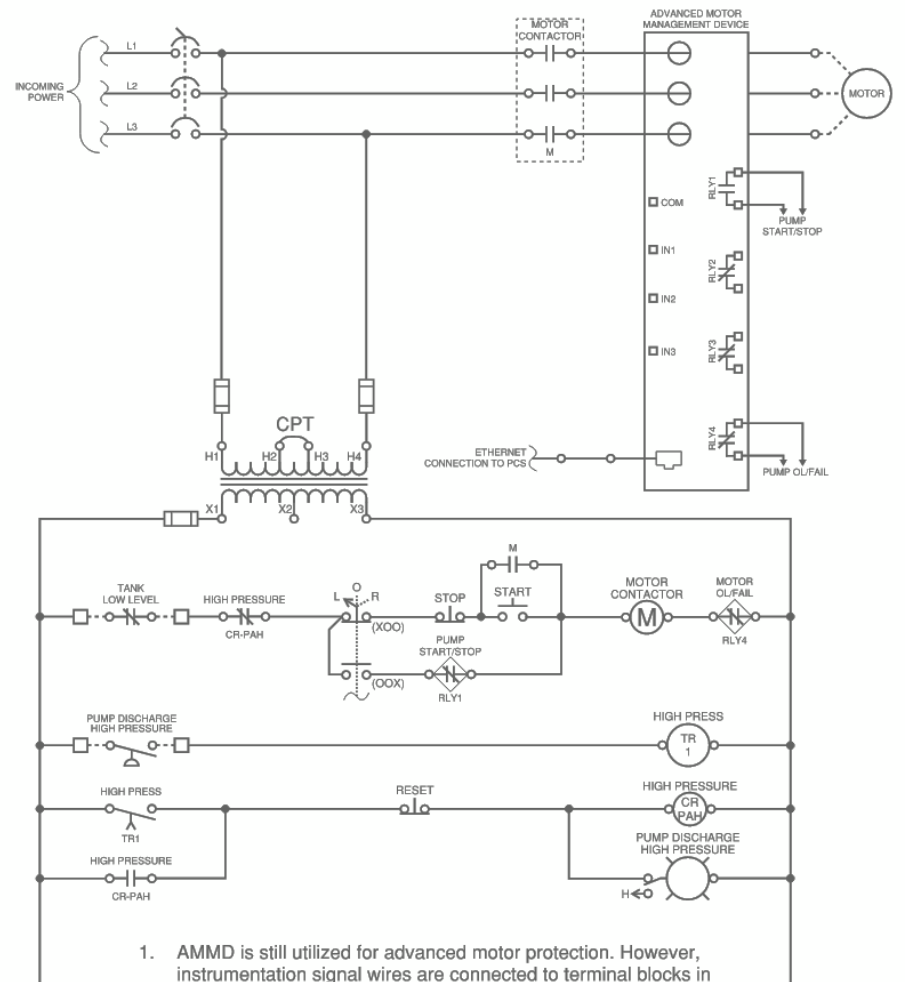 ADVANCED MOTOR
MANAGEMENT DEVICE
MOTOR
CONTACTOR
INCOMING
POWER
L1
L2
L3
M
MOTOR
COM
IN1
IN2
IN3
RLY1
PUMP
START/STOP
RLY2
RLY3
RLY4
PUMP OL/FAIL
ETHERNET
CONNECTION TO PCS
CPT
H1
H2
H3
H4
X1
X2
X3
TANK
LOW LEVEL
HIGH PRESSURE
CR-PAH
L
O
R
(XOO)
STOP
M
START
MOTOR
CONTACTOR
M
MOTOR
OL/FAIL
RLY4
(OOX)
PUMP
START/STOP
RLY1
PUMP DISCHARGE
HIGH PRESSURE
HIGH PRESS
TR
1
HIGH PRESS
TR1
RESET
HIGH PRESSURE
CR
PAH
HIGH PRESSURE
CR-PAH
PUMP DISCHARGE
HIGH PRESSURE
H
1. AMMD is still utilized for advanced motor protection. However,
instrumentation signal wires are connected to terminal blocks in